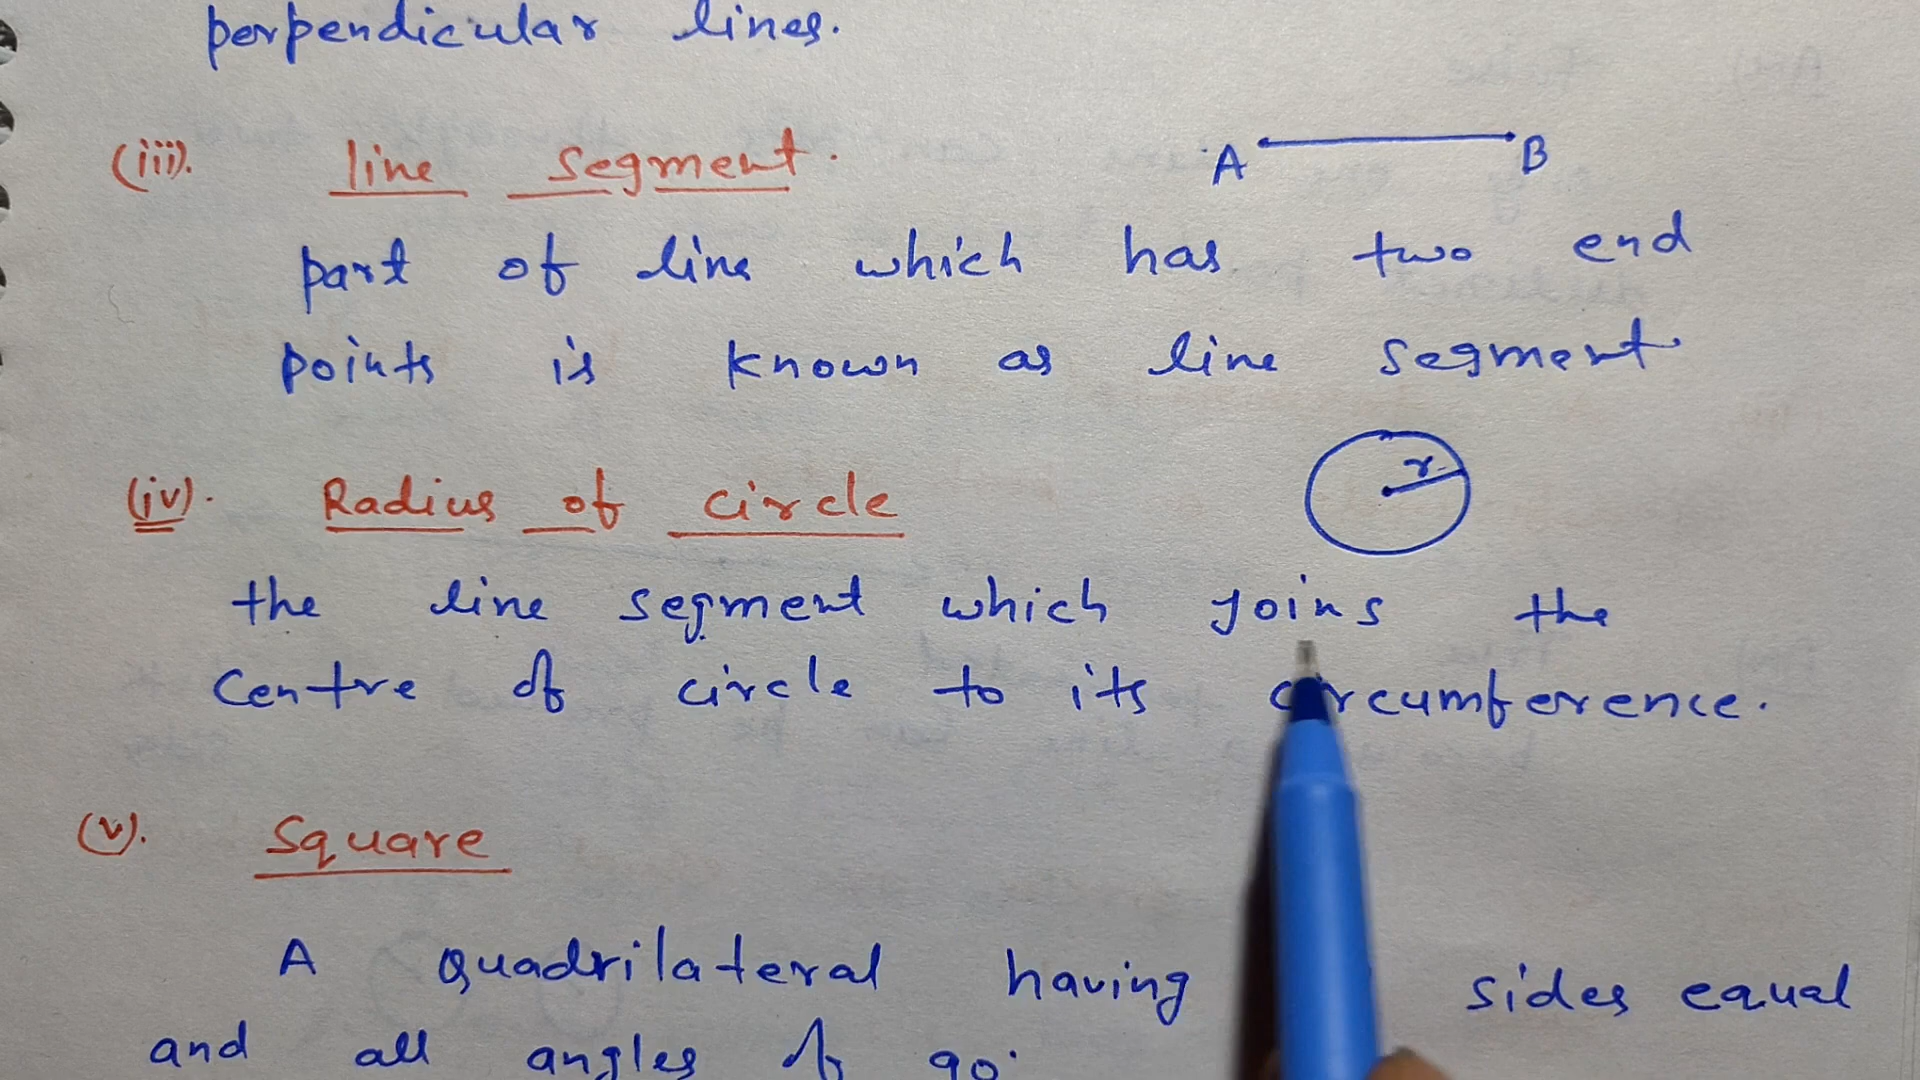 perpendicular lines.
(iii). line segment.
A B
part of line which has two end
points is known as line segment
r
(iv). Radius of circle
the line segment which joins the
Centre of circle to its circumference.
(v). Square
A Quadrilateral having sides equal
and all angles of 90°